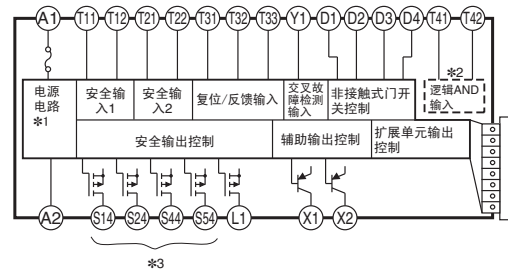 A1 T11 T12 T21 T22 T31 T32 T33 Y1 D1 D2 D3 D4 T41 T42
*2
电源
电路
*1
安全输
入1
安全输
入2
复位/反馈输入
交叉故
障检测
输入
非接触式门开
关控制
逻辑AND
输入
安全输出控制
辅助输出控制
扩展单元输出
控制
A2 S14 S24 S44 S54 L1 X1 X2
*3